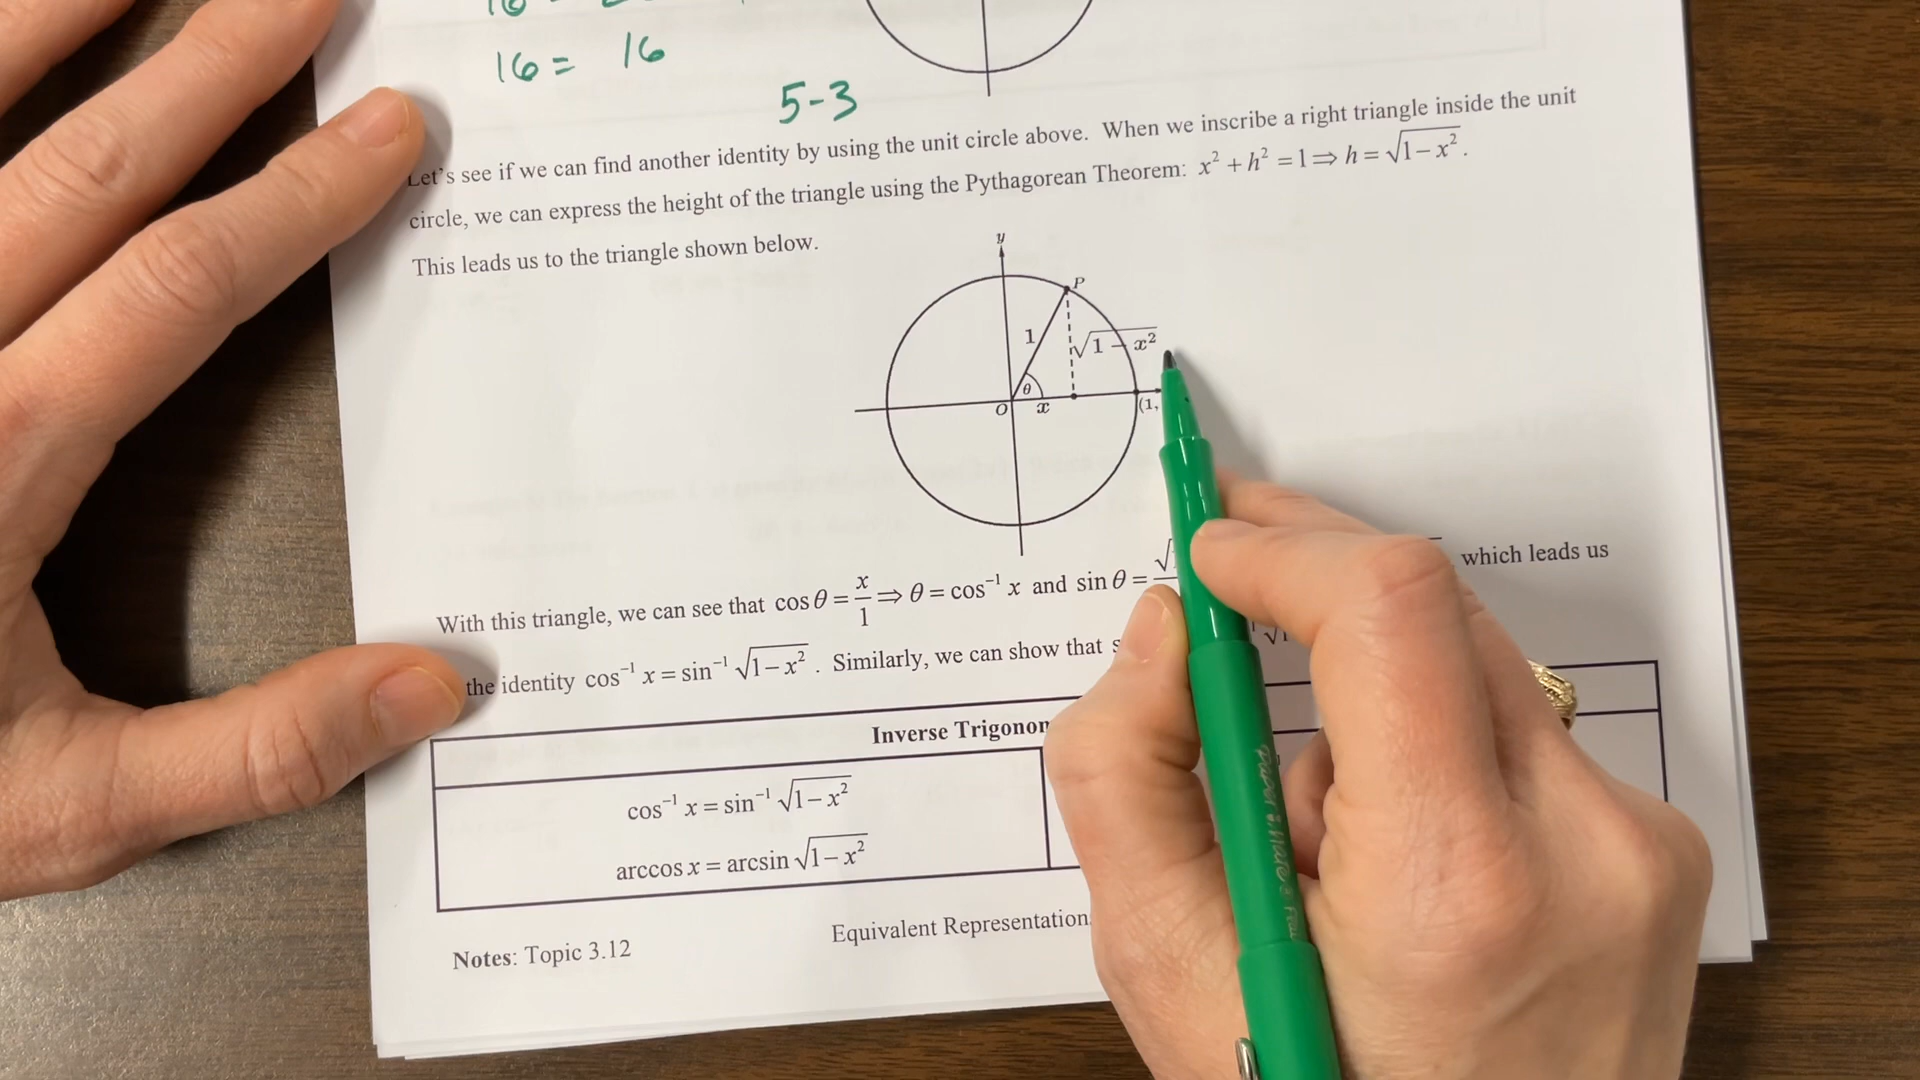 16
16 = 16
5-3
Let's see if we can find another identity by using the unit circle above. When we inscribe a right triangle inside the unit
circle, we can express the height of the triangle using the Pythagorean Theorem: x² + h² = 1 ⇒ h = √(1 − x²).
This leads us to the triangle shown below.
y
P
1
√(1 − x²)
θ
O
x
(1,
With this triangle, we can see that cos θ = x/1 ⇒ θ = cos⁻¹ x and sin θ = √ which leads us
the identity cos⁻¹ x = sin⁻¹ √(1 − x²). Similarly, we can show that
Inverse
cos⁻¹ x = sin⁻¹ √(1 − x²)
arccos x = arcsin √(1 − x²)
Notes: Topic 3.12
Equivalent Representation
Paper Mate